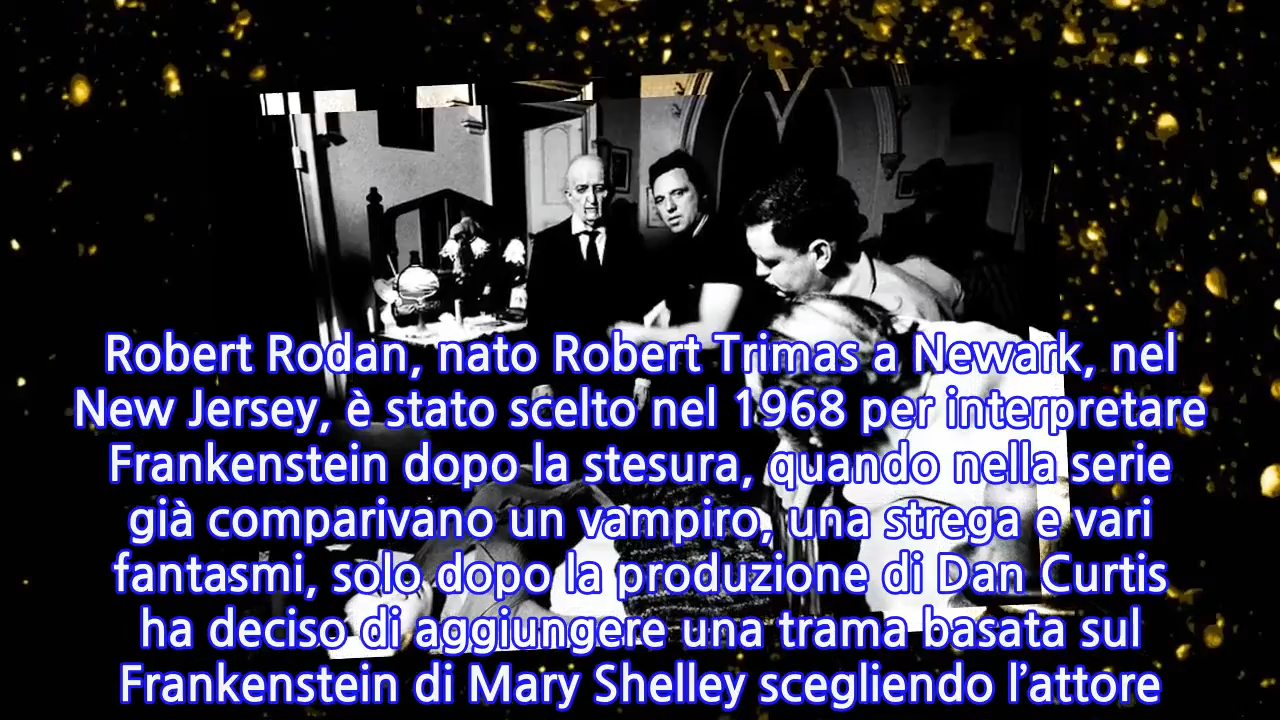 Robert Rodan, nato Robert Trimas a Newark, nel
New Jersey, è stato scelto nel 1968 per interpretare
Frankenstein dopo la stesura, quando nella serie
già comparivano un vampiro, una strega e vari
fantasmi, solo dopo la produzione di Dan Curtis
ha deciso di aggiungere una trama basata sul
Frankenstein di Mary Shelley scegliendo l’attore